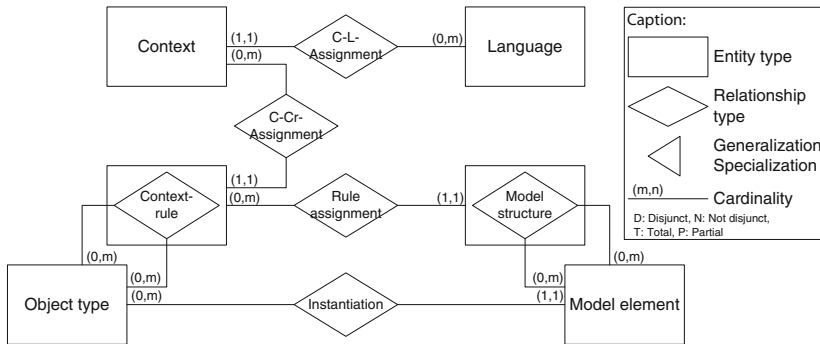 Context
(1,1)
(0,m)
C-L-
Assignment
(0,m)
Language
C-Cr-
Assignment
Context-
rule
(1,1)
(0,m)
Rule
assignment
(1,1)
Model
structure
(0,m)
(0,m)
(0,m)
(0,m)
Object type
(0,m)
Instantiation
(1,1)
Model element
Caption:
Entity type
Relationship
type
Generalization
Specialization
(m,n)
Cardinality
D: Disjunct, N: Not disjunct,
T: Total, P: Partial